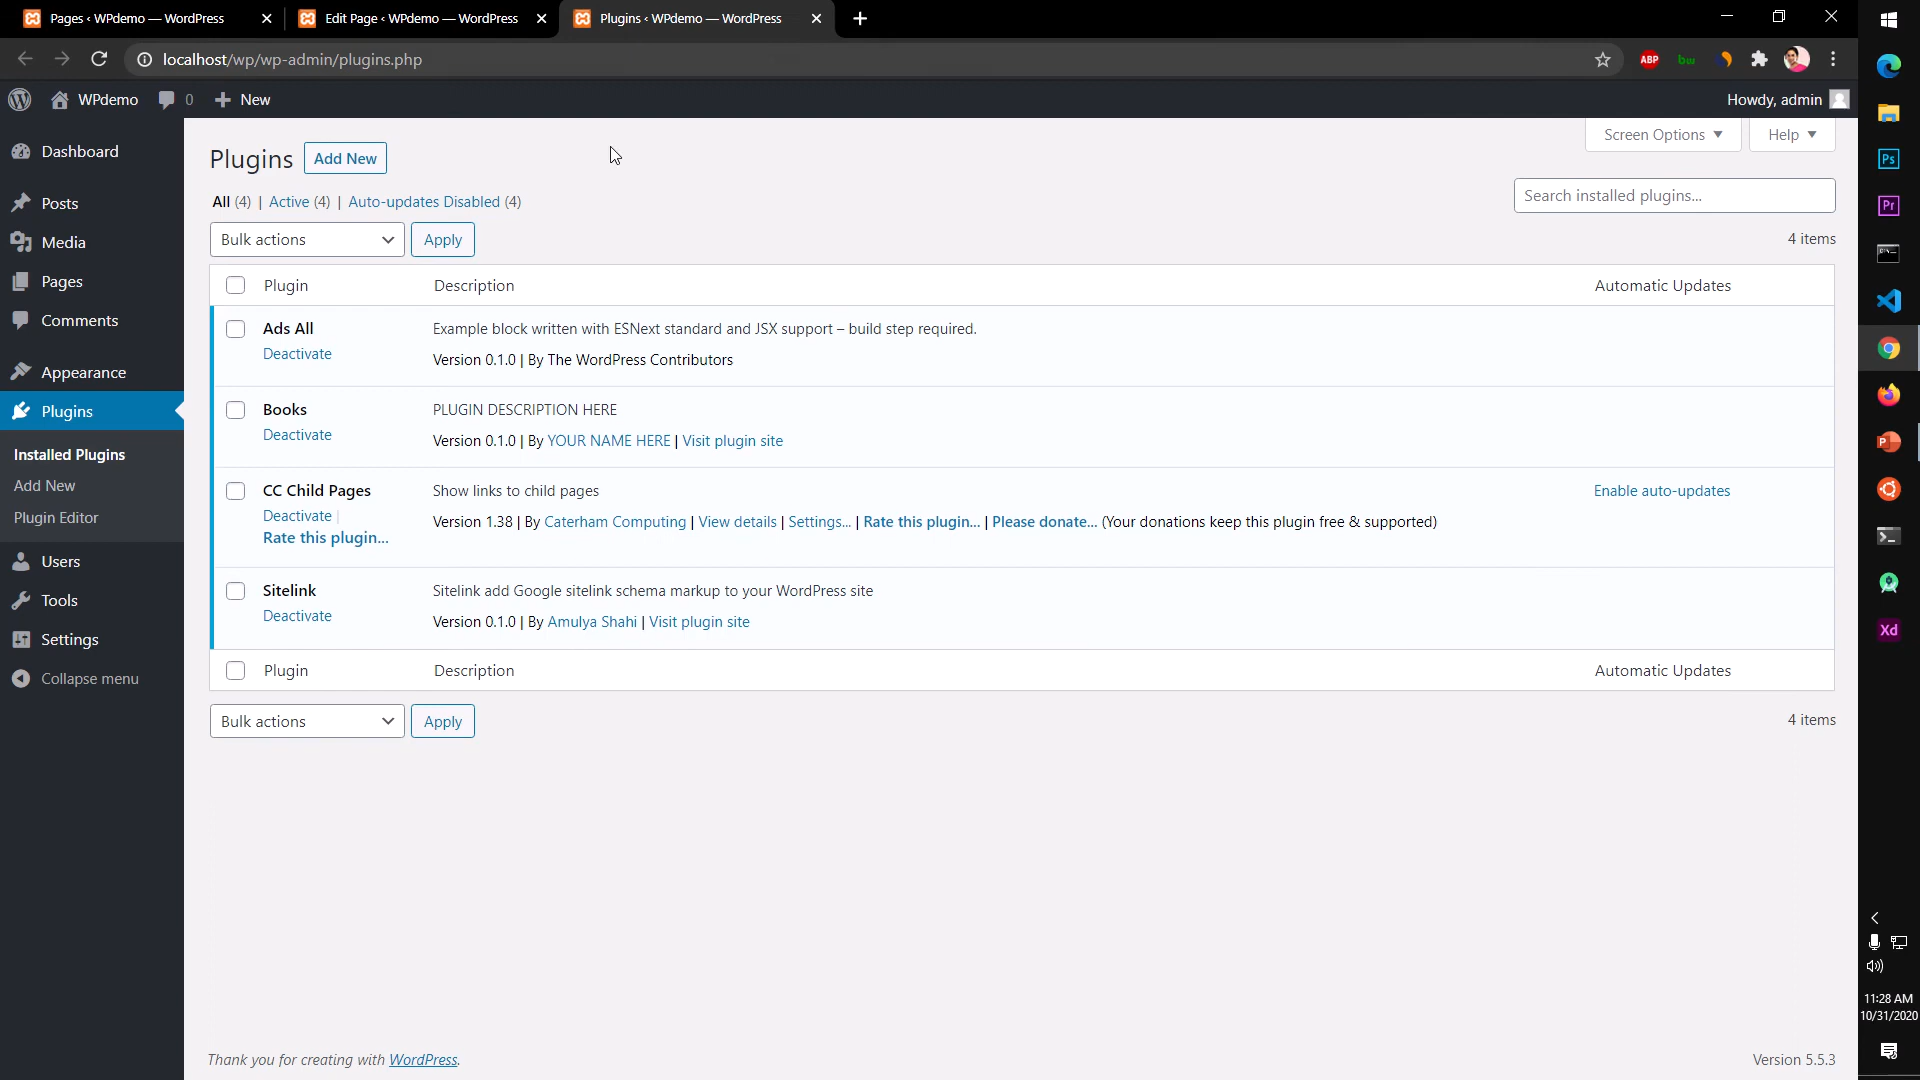 Pages ‹ WPdemo — WordPress
Edit Page ‹ WPdemo — WordPress
Plugins ‹ WPdemo — WordPress
localhost/wp/wp-admin/plugins.php
ABP
bw
WPdemo 0 New
Howdy, admin
Dashboard
Posts
Media
Pages
Comments
Appearance
Plugins
Installed Plugins
Add New
Plugin Editor
Users
Tools
Settings
Collapse menu
Screen Options
Help
Plugins Add New
All (4) | Active (4) | Auto-updates Disabled (4)
Search installed plugins...
Bulk actions Apply
4 items
Plugin Description Automatic Updates
Ads All
Deactivate
Example block written with ESNext standard and JSX support – build step required.
Version 0.1.0 | By The WordPress Contributors
Books
Deactivate
PLUGIN DESCRIPTION HERE
Version 0.1.0 | By YOUR NAME HERE | Visit plugin site
CC Child Pages
Deactivate |
Rate this plugin...
Show links to child pages
Version 1.38 | By Caterham Computing | View details | Settings... | Rate this plugin... | Please donate... (Your donations keep this plugin free & supported)
Enable auto-updates
Sitelink
Deactivate
Sitelink add Google sitelink schema markup to your WordPress site
Version 0.1.0 | By Amulya Shahi | Visit plugin site
Plugin Description Automatic Updates
Bulk actions Apply
4 items
Thank you for creating with WordPress.
Version 5.5.3
Ps
Pr
P
Xd
11:28 AM
10/31/2020